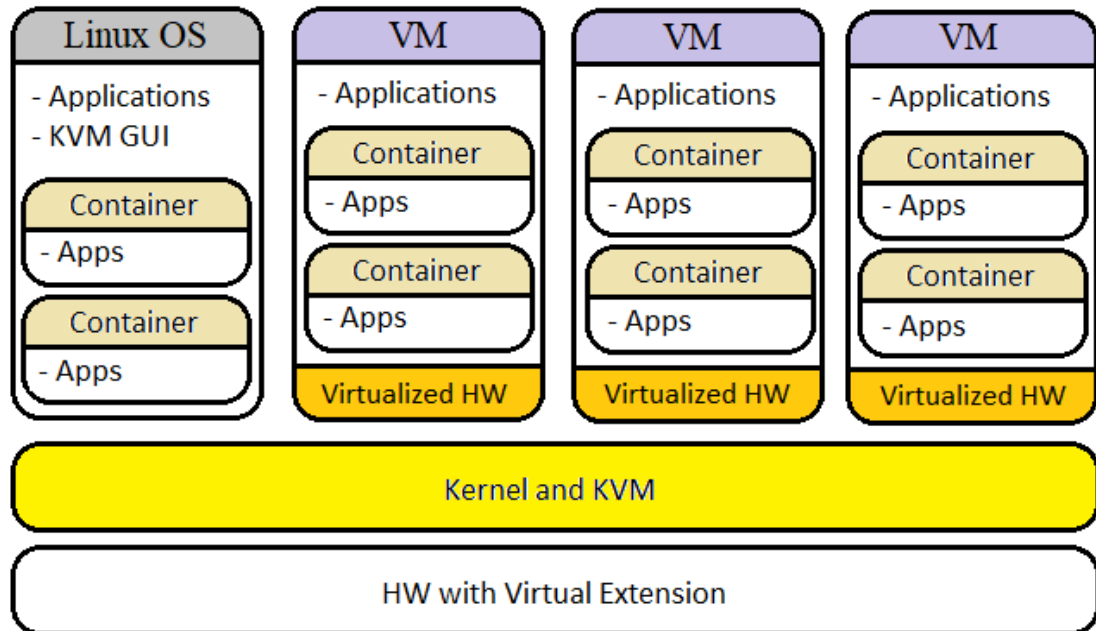 Linux OS
- Applications
- KVM GUI
Container
- Apps
Container
- Apps
VM
- Applications
Container
- Apps
Container
- Apps
Virtualized HW
VM
- Applications
Container
- Apps
Container
- Apps
Virtualized HW
VM
- Applications
Container
- Apps
Container
- Apps
Virtualized HW
Kernel and KVM
HW with Virtual Extension